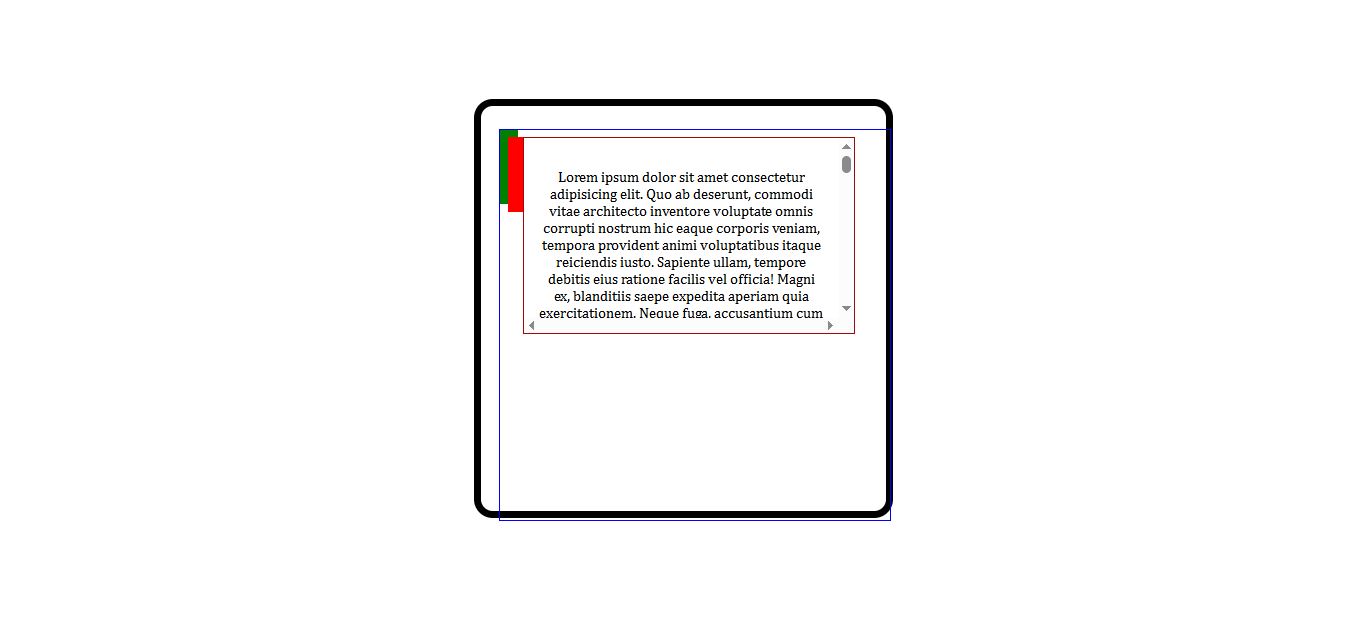 Lorem ipsum dolor sit amet consectetur
adipisicing elit. Quo ab deserunt, commodi
vitae architecto inventore voluptate omnis
corrupti nostrum hic eaque corporis veniam,
tempora provident animi voluptatibus itaque
reiciendis iusto. Sapiente ullam, tempore
debitis eius ratione facilis vel officia! Magni
ex, blanditiis saepe expedita aperiam quia
exercitationem. Neque fuga, accusantium cum